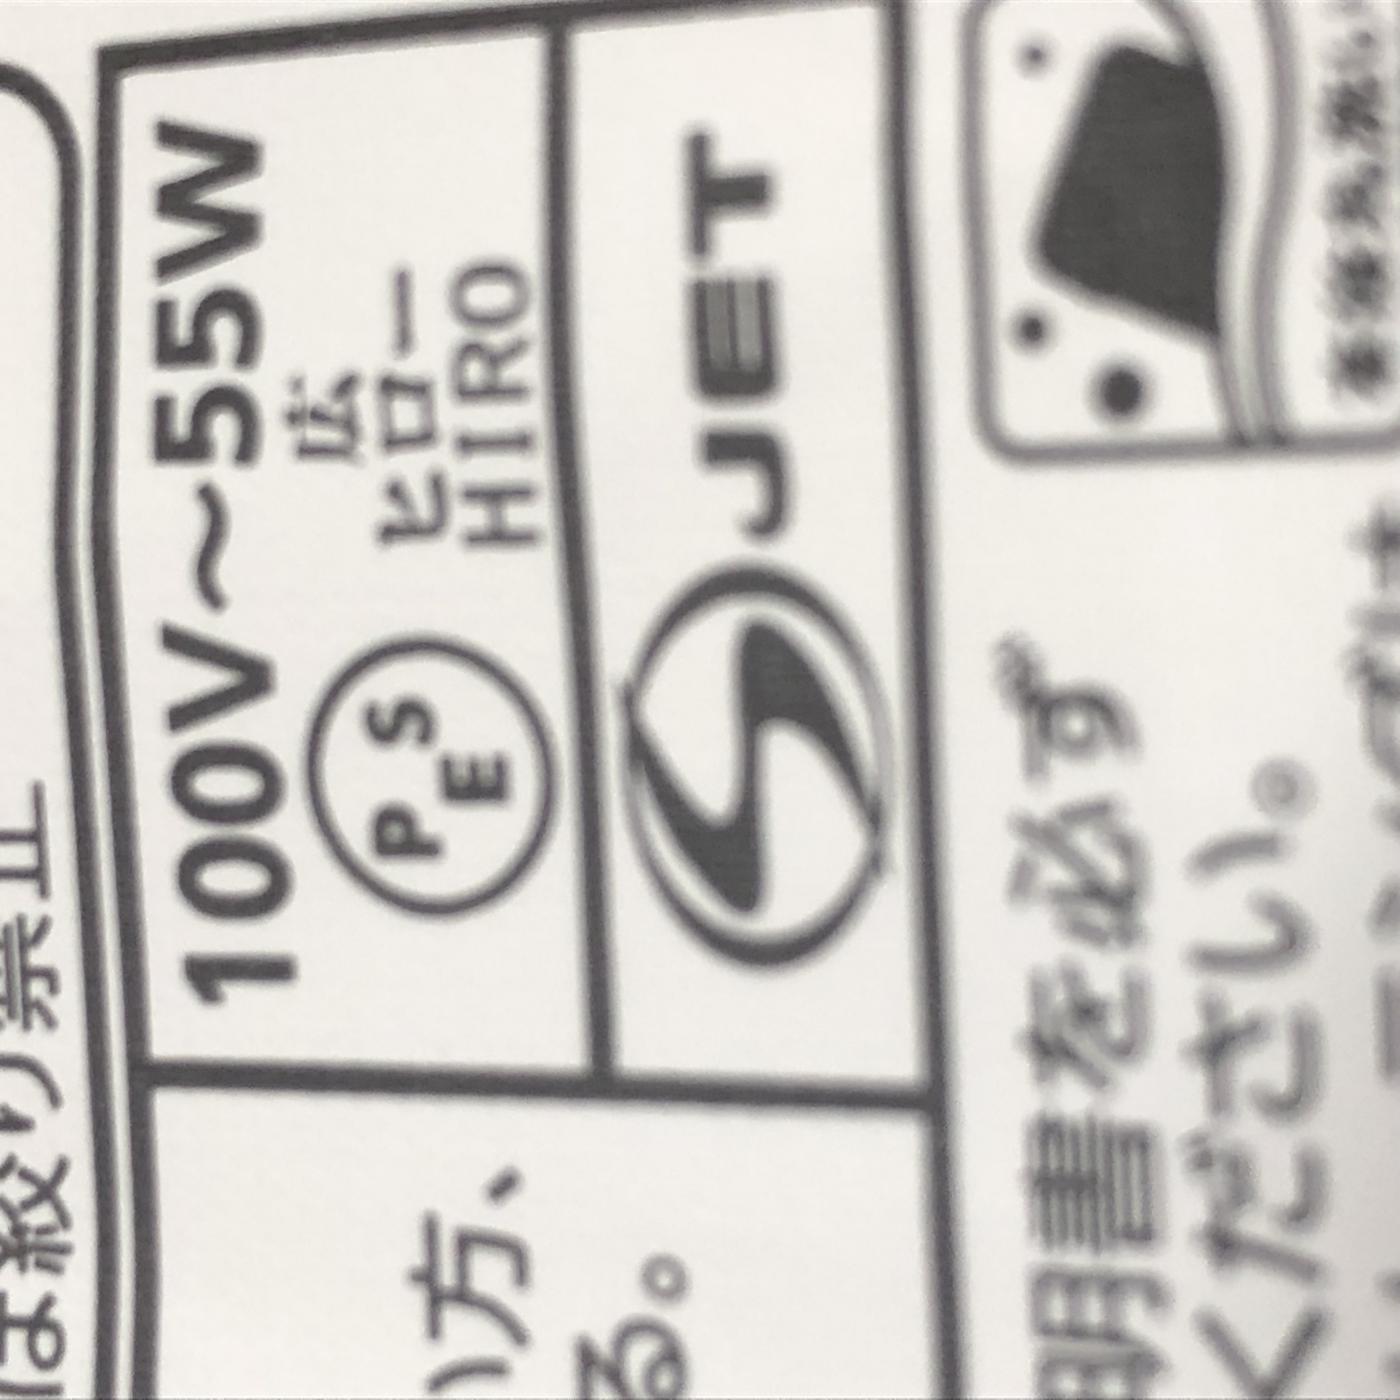 100V～55W
PSE
広
ヒロー
HIRO
S JET
は絞り禁止
い方、
る。
明書を必ず
ください。